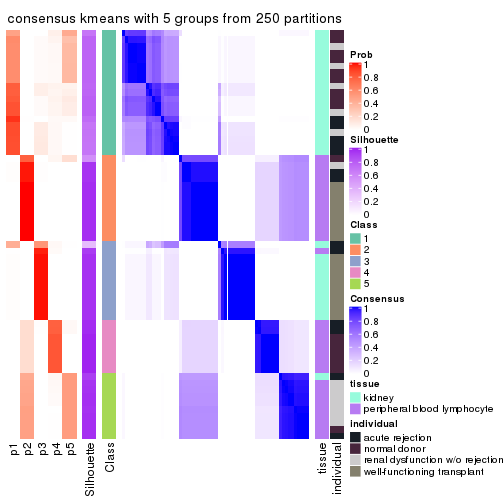 consensus kmeans with 5 groups from 250 partitions
Prob
1
0.8
0.6
0.4
0.2
0
Silhouette
1
0.8
0.6
0.4
0.2
0
Class
1
2
3
4
5
Consensus
1
0.8
0.6
0.4
0.2
0
tissue
kidney
peripheral blood lymphocyte
individual
acute rejection
normal donor
renal dysfunction w/o rejection
well-functioning transplant
p1
p2
p3
p4
p5
Silhouette
Class
tissue
individual